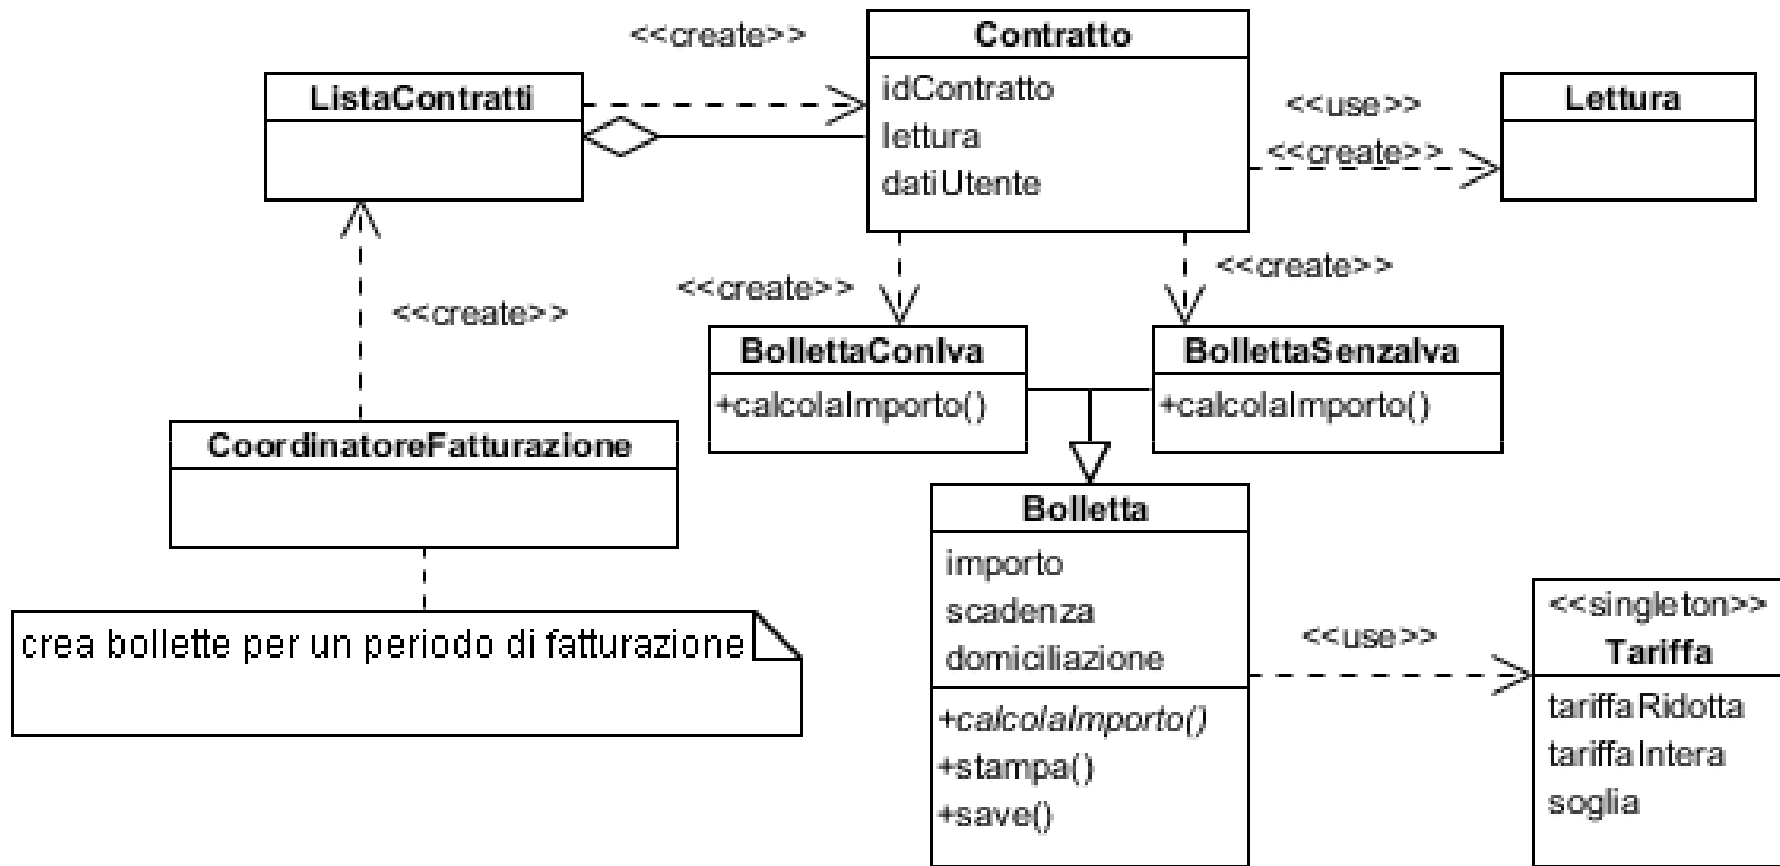 <<create>>
Contratto
idContratto
lettura
datiUtente
ListaContratti
<<use>>
<<create>>
Lettura
<<create>>
<<create>>
<<create>>
BollettaConIva
+calcolaImporto()
BollettaSenzaIva
+calcolaImporto()
CoordinatoreFatturazione
crea bollette per un periodo di fatturazione
Bolletta
importo
scadenza
domiciliazione
+calcolaImporto()
+stampa()
+save()
<<use>>
<<singleton>>
Tariffa
tariffaRidotta
tariffaIntera
soglia